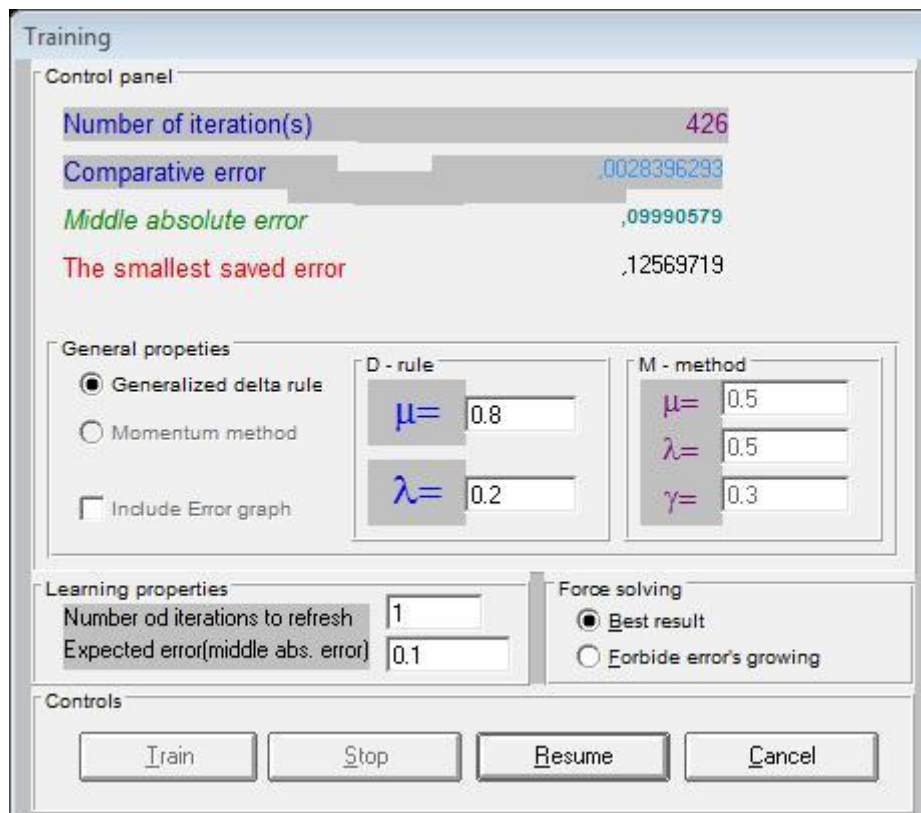 Training
Control panel
Number of iteration(s) 426
Comparative error ,0028396293
Middle absolute error ,09990579
The smallest saved error ,12569719
General propeties
Generalized delta rule
Momentum method
Include Error graph
D - rule
μ= 0.8
λ= 0.2
M - method
μ= 0.5
λ= 0.5
γ= 0.3
Learning properties
Number od iterations to refresh 1
Expected error(middle abs. error) 0.1
Force solving
Best result
Forbide error's growing
Controls
Train Stop Resume Cancel